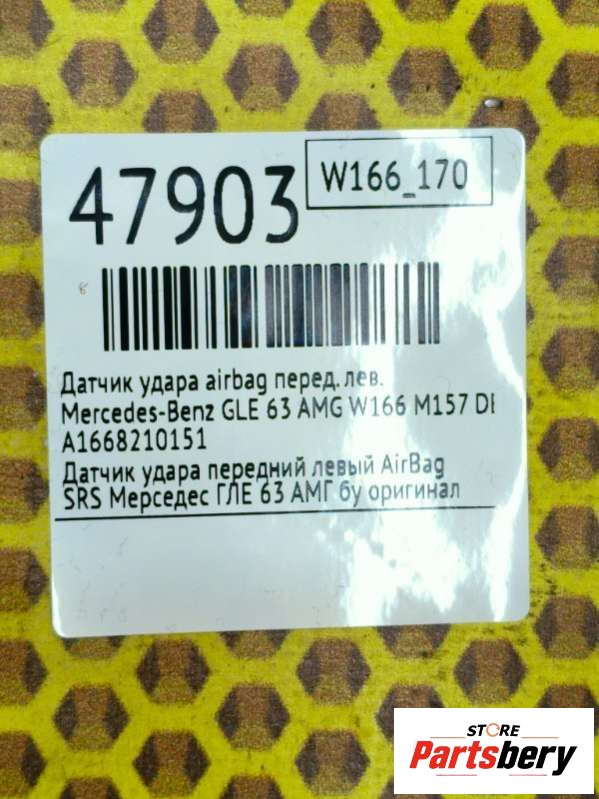 47903
W166_170
Датчик удара airbag перед. лев.
Mercedes-Benz GLE 63 AMG W166 M157 DE
A1668210151
Датчик удара передний левый AirBag
SRS Мерседес ГЛЕ 63 АМГ бу оригинал
STORE
Partsbery